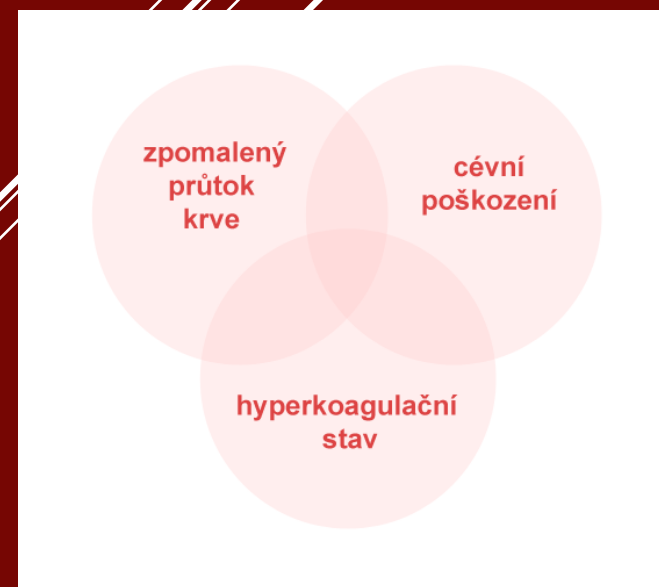 zpomalený
průtok
krve
cévní
poškození
hyperkoagulační
stav